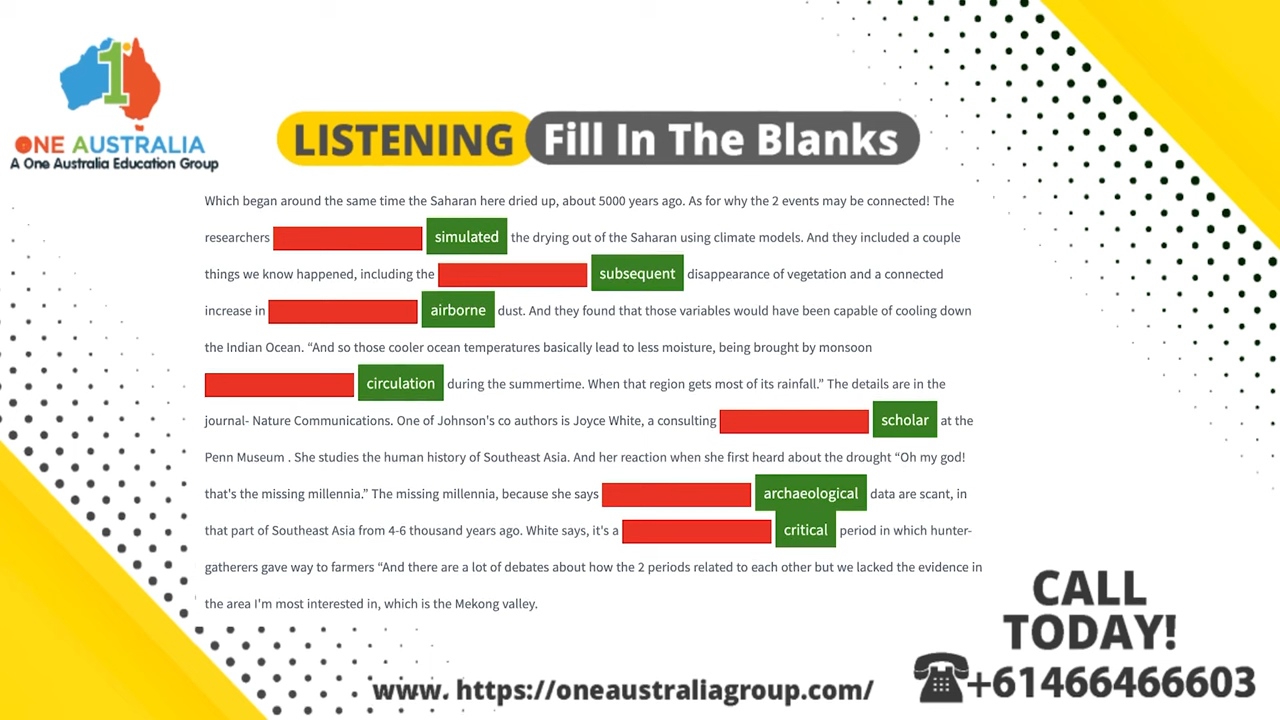 1
ONE AUSTRALIA
A One Australia Education Group
LISTENING Fill In The Blanks
Which began around the same time the Saharan here dried up, about 5000 years ago. As for why the 2 events may be connected! The
researchers simulated the drying out of the Saharan using climate models. And they included a couple
things we know happened, including the subsequent disappearance of vegetation and a connected
increase in airborne dust. And they found that those variables would have been capable of cooling down
the Indian Ocean. “And so those cooler ocean temperatures basically lead to less moisture, being brought by monsoon
circulation during the summertime. When that region gets most of its rainfall.” The details are in the
journal- Nature Communications. One of Johnson's co authors is Joyce White, a consulting scholar at the
Penn Museum . She studies the human history of Southeast Asia. And her reaction when she first heard about the drought “Oh my god!
that's the missing millennia.” The missing millennia, because she says archaeological data are scant, in
that part of Southeast Asia from 4-6 thousand years ago. White says, it's a critical period in which hunter-
gatherers gave way to farmers “And there are a lot of debates about how the 2 periods related to each other but we lacked the evidence in
the area I'm most interested in, which is the Mekong valley.
CALL
TODAY!
+61466466603
www. https://oneaustraliagroup.com/